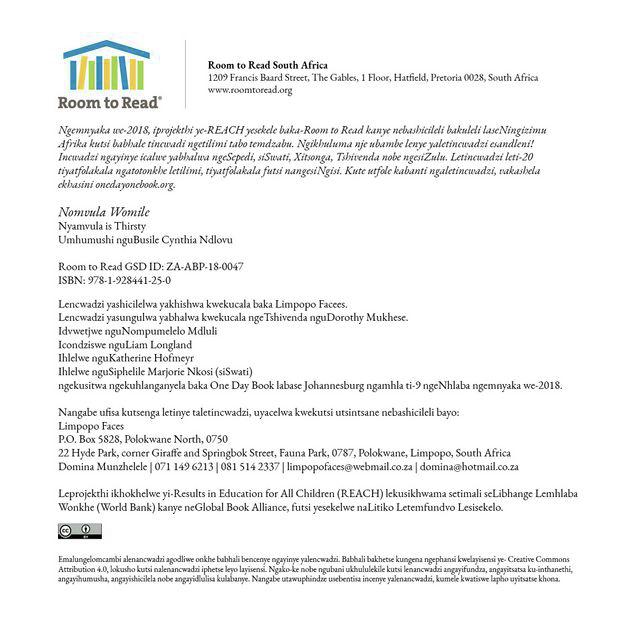 Room to Read®
Room to Read South Africa
1209 Francis Baard Street, The Gables, 1 Floor, Hatfield, Pretoria 0028, South Africa
www.roomtoread.org
Ngemnyaka we-2018, iprojekthi ye-REACH yesekele baka-Room to Read kanye nebashicileli bakuleli laseNingizimu
Afrika kutsi babhale tincwadi ngetilimi tabo temdzabu. Ngikhuluma nje ubambe lenye yaletincwadzi esandleni!
Incwadzi ngayinye icalwe yabhalwa ngeSepedi, siSwati, Xitsonga, Tshivenda nobe ngesiZulu. Letincwadzi leti-20
tiyatfolakala ngatotonkhe letilimi, tiyatfolakala futsi nangesiNgisi. Kute utfole kabanti ngaletincwadzi, vakashela
ekhasini onedayonebook.org.
Nomvula Womile
Nyamvula is Thirsty
Umhumushi nguBusile Cynthia Ndlovu
Room to Read GSD ID: ZA-ABP-18-0047
ISBN: 978-1-928441-25-0
Lencwadzi yashicilelwa yakhishwa kwekucala baka Limpopo Facees.
Lencwadzi yasungulwa yabhalwa kwekucala ngeTshivenda nguDorothy Mukhese.
Idvwetjwe nguNompumelelo Mdluli
Icondziswe nguLiam Longland
Ihlelwe nguKatherine Hofmeyr
Ihlelwe nguSiphelile Marjorie Nkosi (siSwati)
ngekusitwa ngekuhlanganyela baka One Day Book labase Johannesburg ngamhla ti-9 ngeNhlaba ngemnyaka we-2018.
Nangabe ufisa kutsenga letinye taletincwadzi, uyacelwa kwekutsi utsintsane nebashicileli bayo:
Limpopo Faces
P.O. Box 5828, Polokwane North, 0750
22 Hyde Park, corner Giraffe and Springbok Street, Fauna Park, 0787, Polokwane, Limpopo, South Africa
Domina Munzhelele | 071 149 6213 | 081 514 2337 | limpopofaces@webmail.co.za | domina@hotmail.co.za
Leprojekthi ikhokhelwe yi-Results in Education for All Children (REACH) lekusikhwama setimali seLibhange Lemhlaba
Wonkhe (World Bank) kanye neGlobal Book Alliance, futsi yesekelwe naLitiko Letemfundvo Lesisekelo.
cc BY
Emalungelomcambi alenancwadzi agodliwe onkhe babhali bencenye ngayinye yalencwadzi. Babhali bakhetse kungena ngephansi kwelayisensi ye- Creative Commons
Attribution 4.0, lokusho kutsi nalenancwadzi iphetse leyo layisensi. Ngako-ke nobe ngubani ukhululekile kutsi lenancwadzi angayifundza, angayitsatsa ku-inthanethi,
angayihumusha, angayishicilela nobe angayidlulisa kulabanye. Nangabe utawuphindze usebentisa incenye yalenancwadzi, kumele kwatiswe lapho uyitsatse khona.